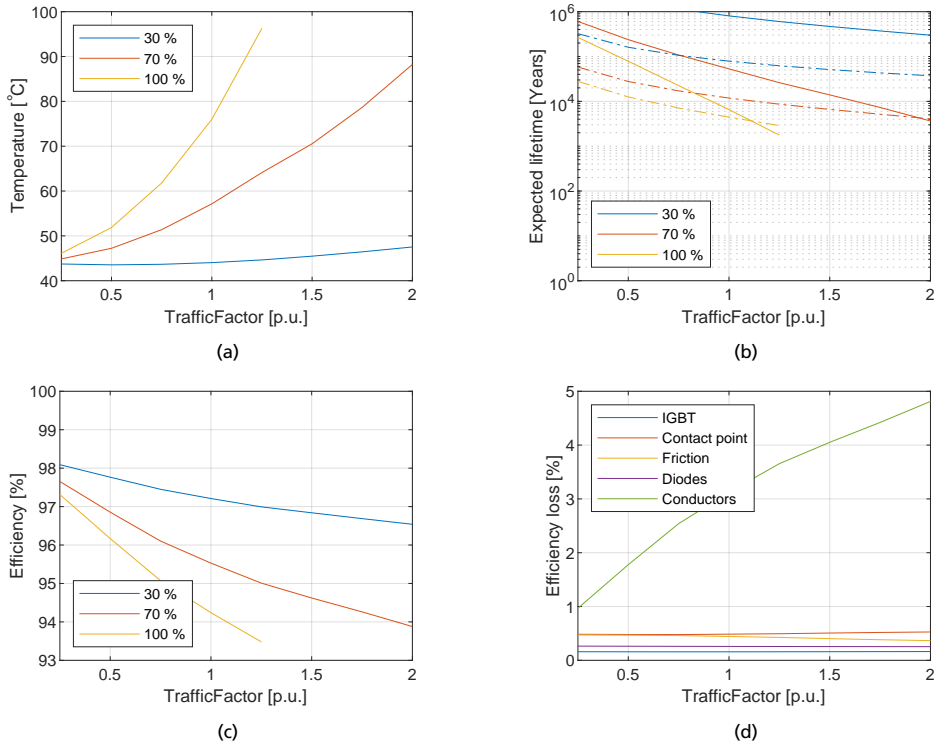 100
90
80
70
60
50
40
Temperature [°C]
30 %
70 %
100 %
0.5
1
1.5
2
TrafficFactor [p.u.]
(a)
10^6
10^4
10^2
10^0
Expected lifetime [Years]
30 %
70 %
100 %
0.5
1
1.5
2
TrafficFactor [p.u.]
(b)
100
99
98
97
96
95
94
93
Efficiency [%]
30 %
70 %
100 %
0.5
1
1.5
2
TrafficFactor [p.u.]
(c)
5
4
3
2
1
0
Efficiency loss [%]
IGBT
Contact point
Friction
Diodes
Conductors
0.5
1
1.5
2
TrafficFactor [p.u.]
(d)